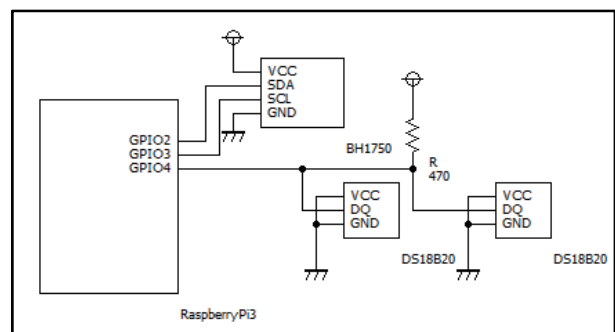 VCC
SDA
SCL
GND
GPIO2
GPIO3
GPIO4
BH1750
R
470
VCC
DQ
GND
DS18B20
VCC
DQ
GND
DS18B20
RaspberryPi3